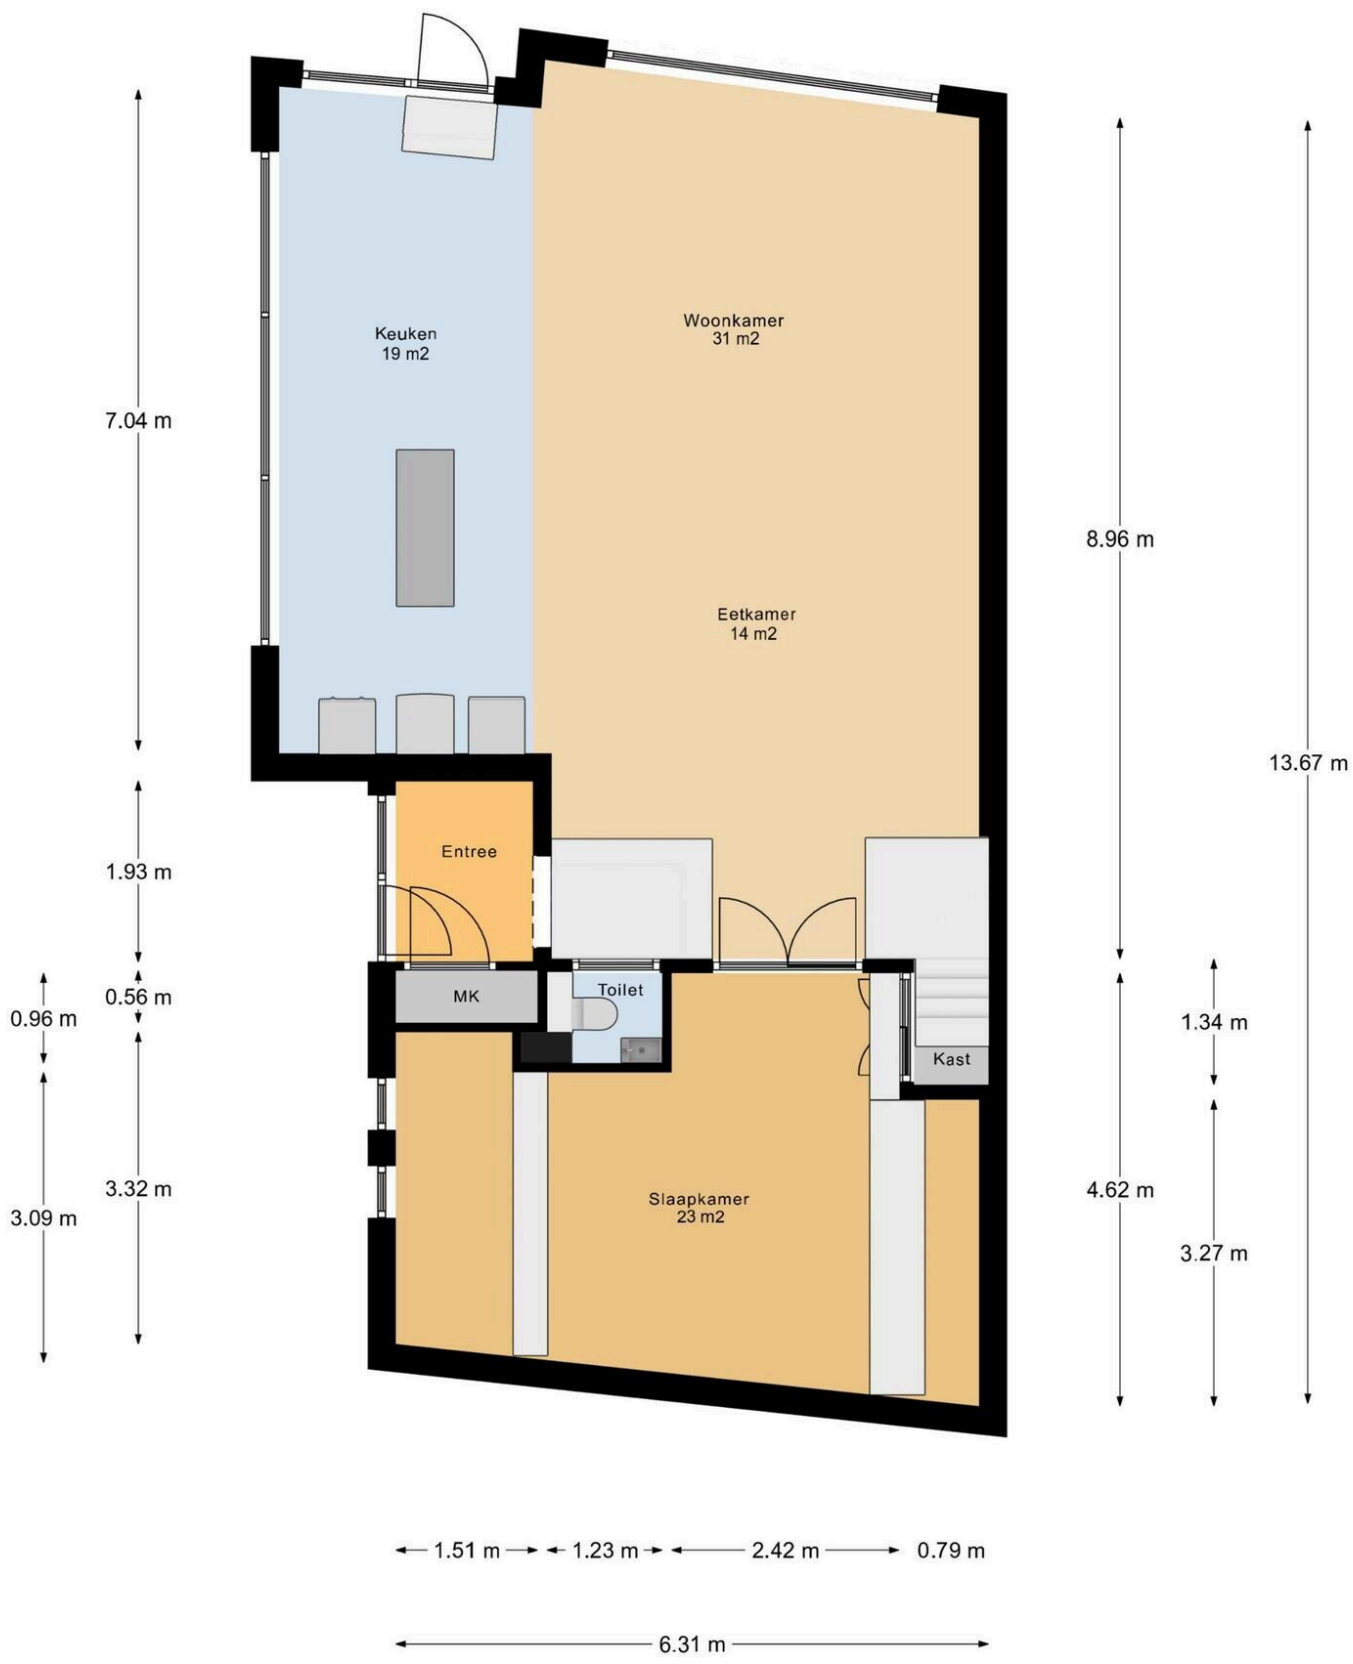 Keuken
19 m2
Woonkamer
31 m2
7.04 m
8.96 m
Eetkamer
14 m2
13.67 m
Entree
1.93 m
MK
0.56 m
Toilet
0.96 m
1.34 m
Kast
3.32 m
3.09 m
Slaapkamer
23 m2
4.62 m
3.27 m
1.51 m
1.23 m
2.42 m
0.79 m
6.31 m